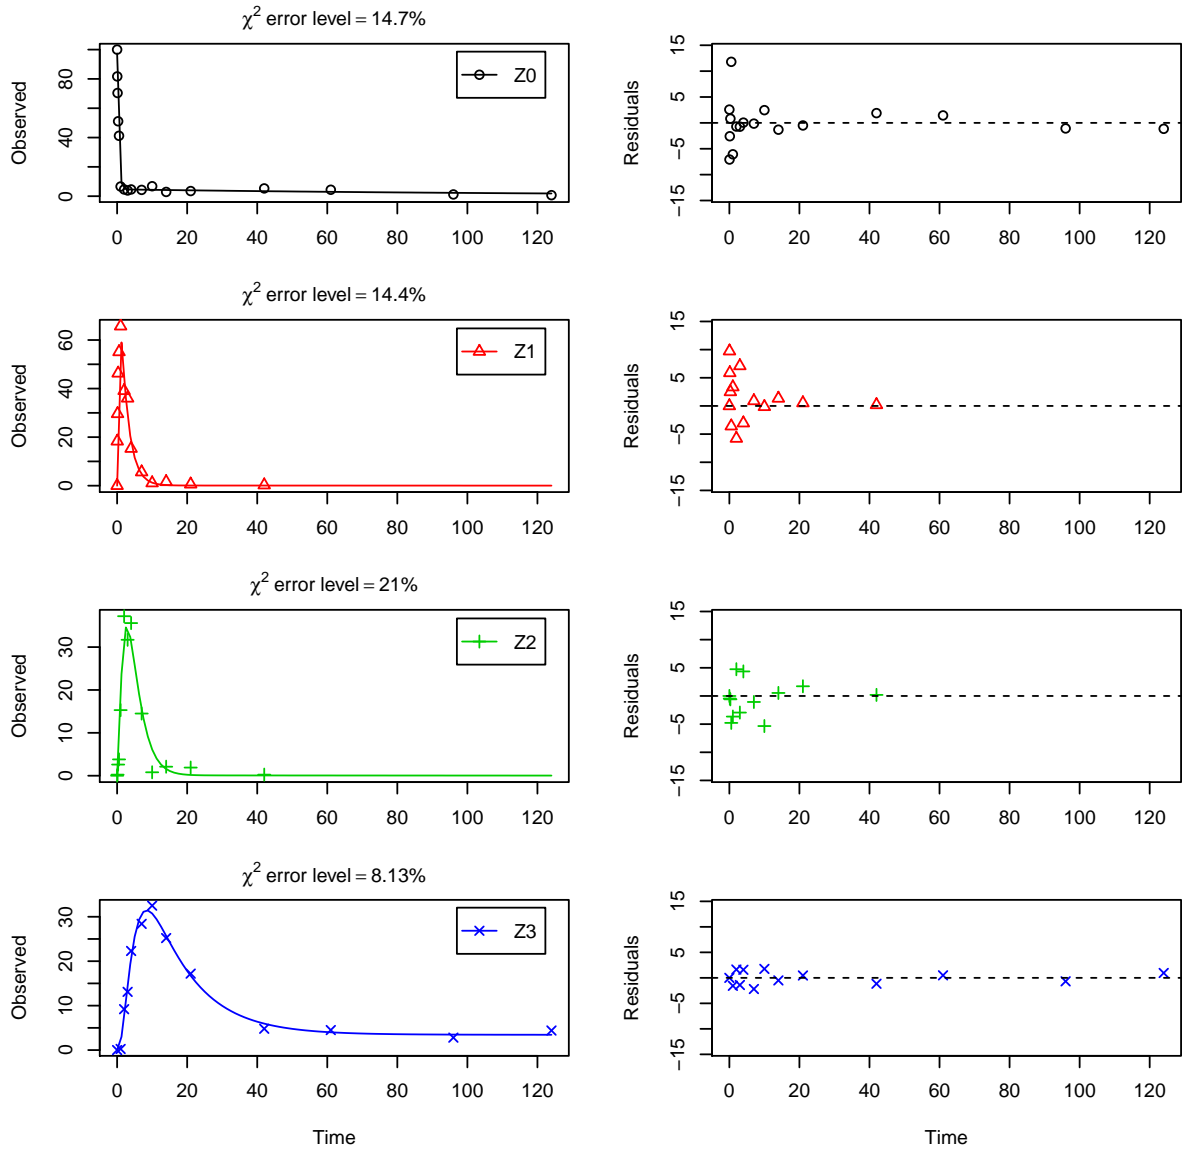 χ² error level = 14.7%
Observed
0 40 80
Z0
0 20 40 60 80 100 120
Residuals
−15 −5 5 15
0 20 40 60 80 100 120
χ² error level = 14.4%
Observed
0 20 40 60
Z1
0 20 40 60 80 100 120
Residuals
−15 −5 5 15
0 20 40 60 80 100 120
χ² error level = 21%
Observed
0 10 20 30
Z2
0 20 40 60 80 100 120
Residuals
−15 −5 5 15
0 20 40 60 80 100 120
χ² error level = 8.13%
Observed
0 10 20 30
Z3
0 20 40 60 80 100 120
Time
Residuals
−15 −5 5 15
0 20 40 60 80 100 120
Time